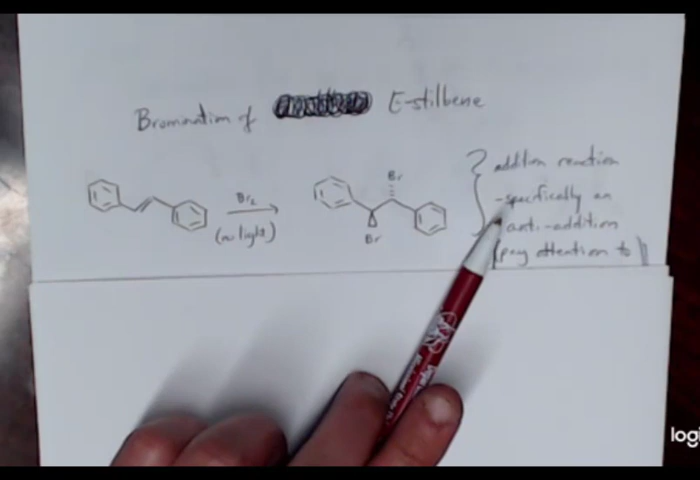 Bromination of E-stilbene
Br
Br2
(no light)
Br
addition reaction
-specifically an
anti-addition
(pay attention to
logi